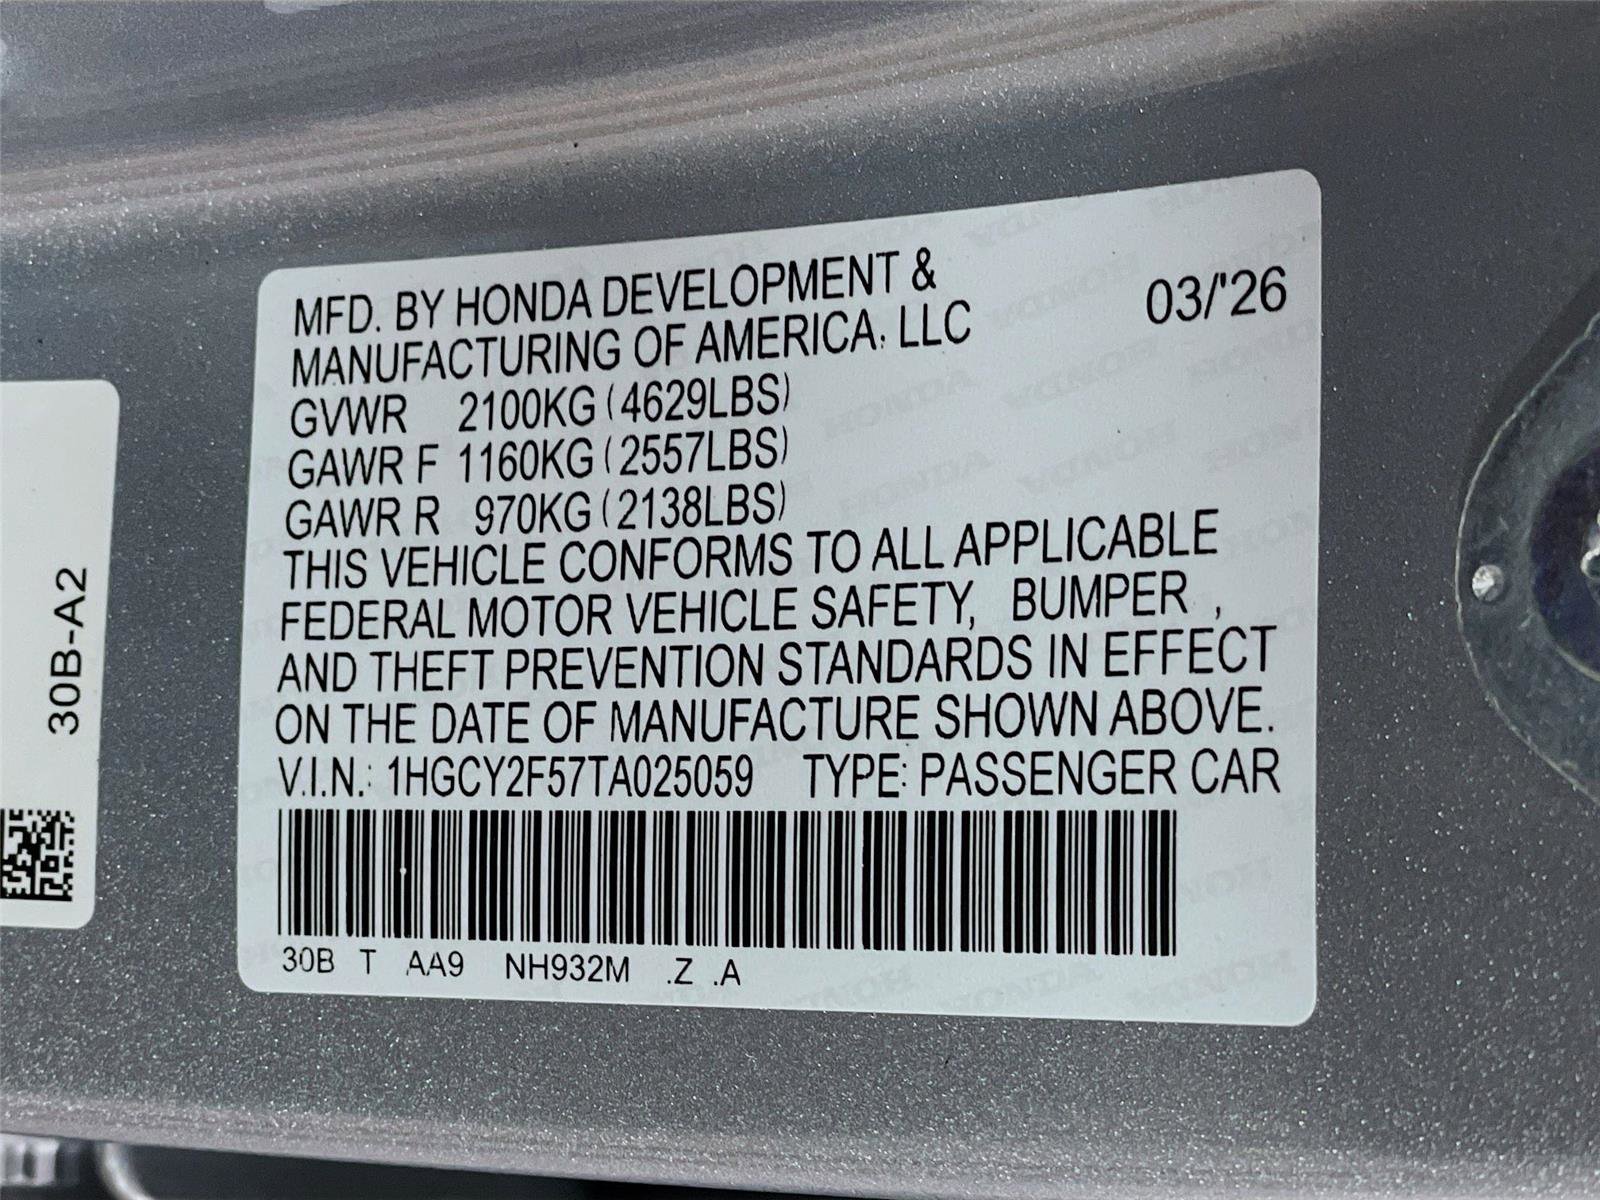 MFD. BY HONDA DEVELOPMENT &
MANUFACTURING OF AMERICA, LLC
03/'26
GVWR 2100KG (4629LBS)
GAWR F 1160KG (2557LBS)
GAWR R 970KG (2138LBS)
THIS VEHICLE CONFORMS TO ALL APPLICABLE
FEDERAL MOTOR VEHICLE SAFETY, BUMPER ,
AND THEFT PREVENTION STANDARDS IN EFFECT
ON THE DATE OF MANUFACTURE SHOWN ABOVE.
V.I.N.: 1HGCY2F57TA025059 TYPE: PASSENGER CAR
30B T AA9 NH932M .Z .A
30B-A2